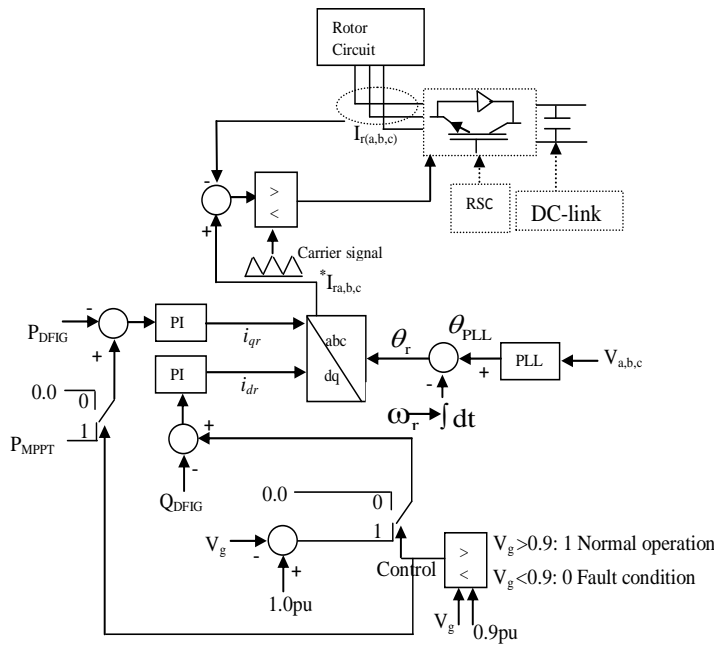 Rotor
Circuit
I_r(a,b,c)
-
+
>
<
RSC
DC-link
Carrier signal
*I_ra,b,c
-
P_DFIG
+
PI
i_qr
abc
dq
θ_r
θ_PLL
+
-
PLL
V_a,b,c
ω_r
∫dt
PI
i_dr
0.0
0
1
P_MPPT
+
-
Q_DFIG
0.0
0
1
V_g
-
+
1.0pu
Control
>
<
V_g>0.9: 1 Normal operation
V_g<0.9: 0 Fault condition
V_g
0.9pu